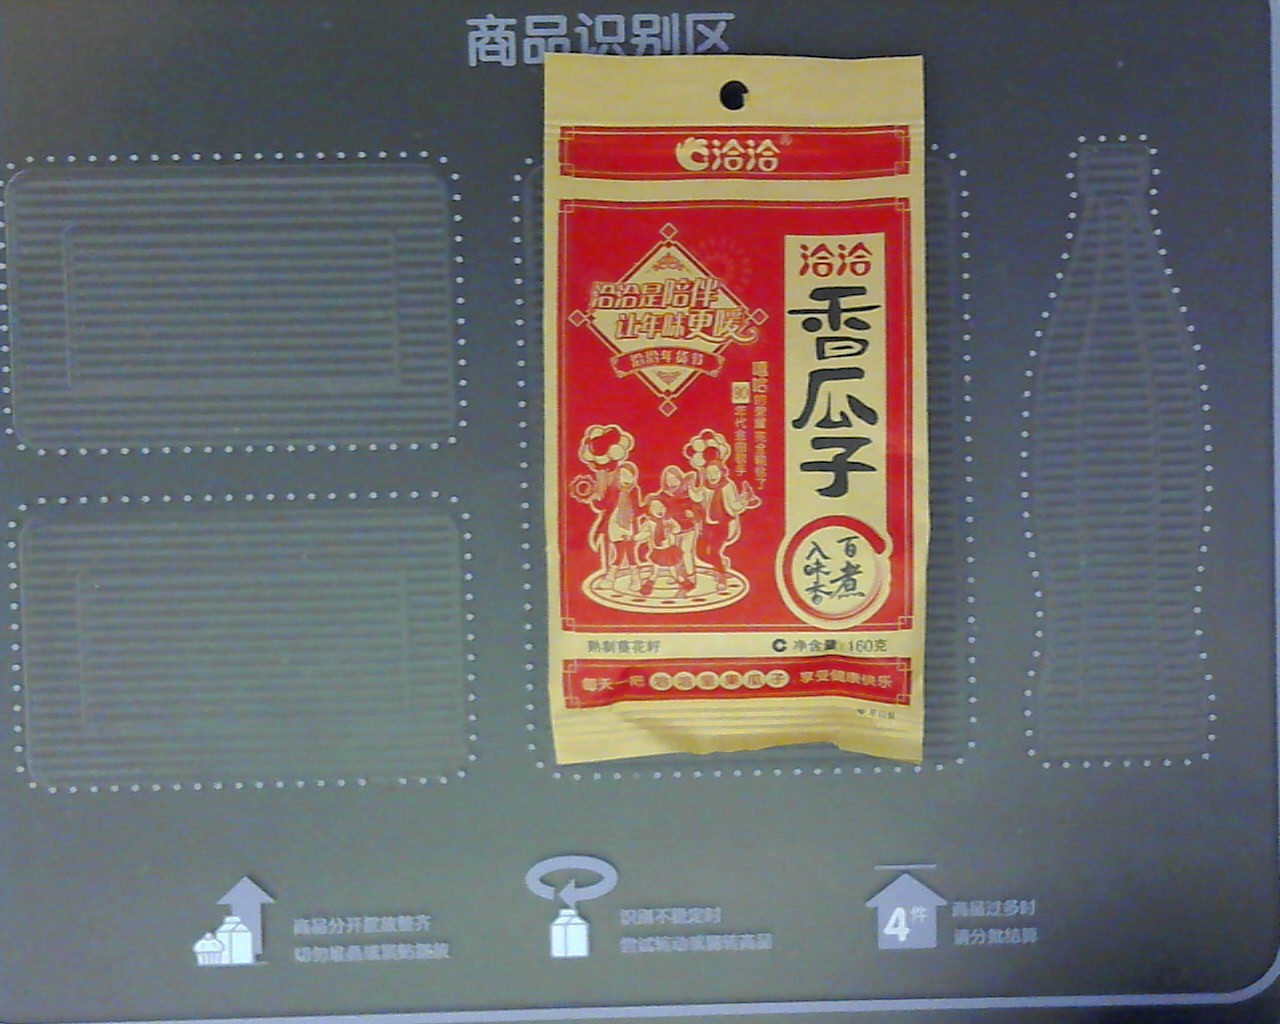 商品识别区
洽洽®
洽洽是陪伴
让年味更暖
洽洽年货节
洽洽
香瓜子
百煮
入味香
熟制葵花籽
净含量:160克
每天一把
洽洽香瓜子
享受健康快乐
商品分开摆放整齐
切勿堆叠或紧贴摆放
识别不稳定时
尝试转动或翻转商品
4件
商品过多时
请分批结算